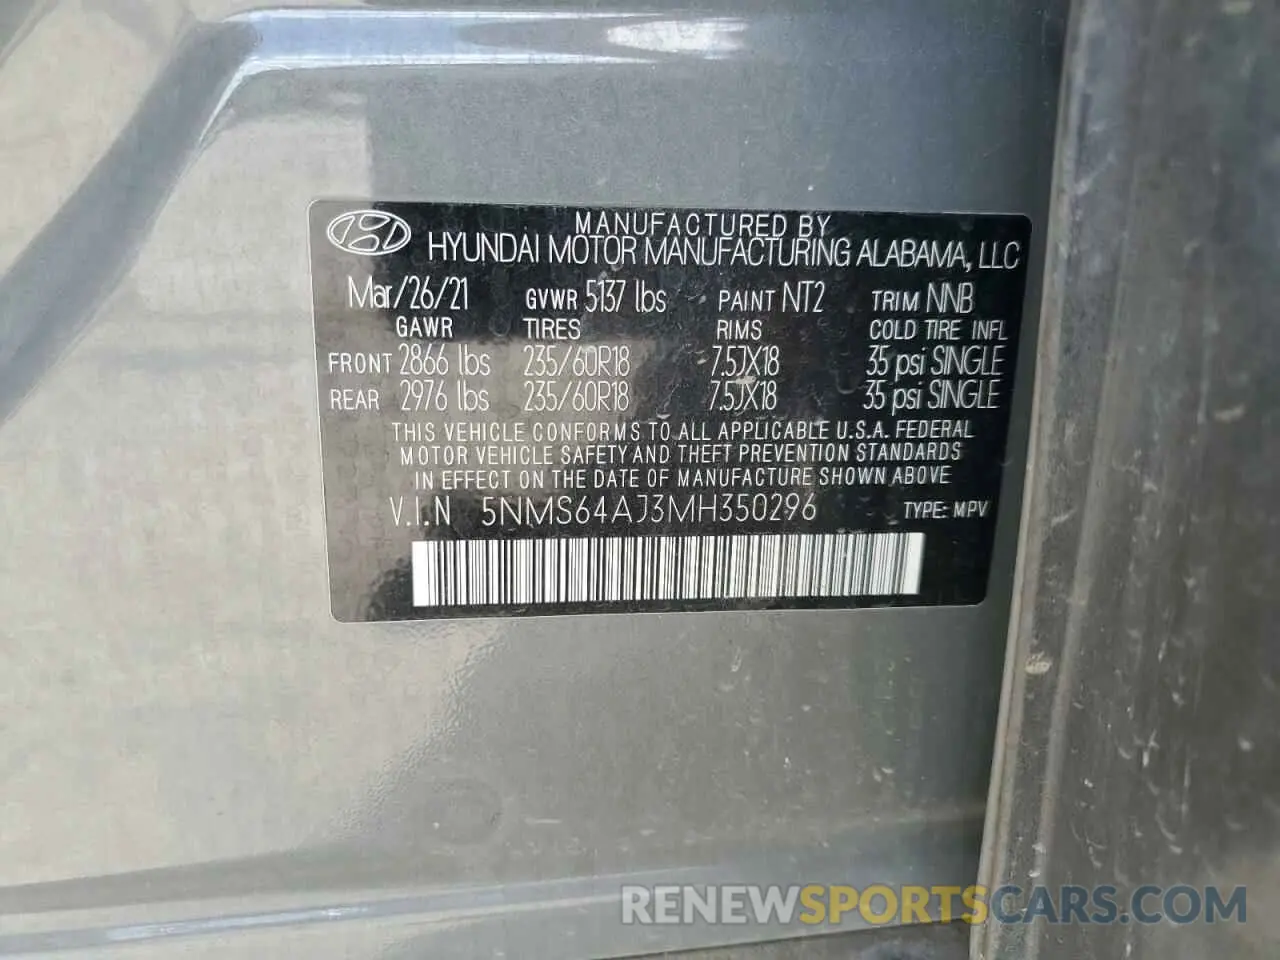 MANUFACTURED BY
HYUNDAI MOTOR MANUFACTURING ALABAMA, LLC
Mar/26/21 GVWR 5137 lbs PAINT NT2 TRIM NNB
GAWR TIRES RIMS COLD TIRE INFL
FRONT 2866 lbs 235/60R18 7.5JX18 35 psi SINGLE
REAR 2976 lbs 235/60R18 7.5JX18 35 psi SINGLE
THIS VEHICLE CONFORMS TO ALL APPLICABLE U.S.A. FEDERAL
MOTOR VEHICLE SAFETY AND THEFT PREVENTION STANDARDS
IN EFFECT ON THE DATE OF MANUFACTURE SHOWN ABOVE
V.I.N 5NMS64AJ3MH350296 TYPE: MPV
RENEWSPORTSCARS.COM